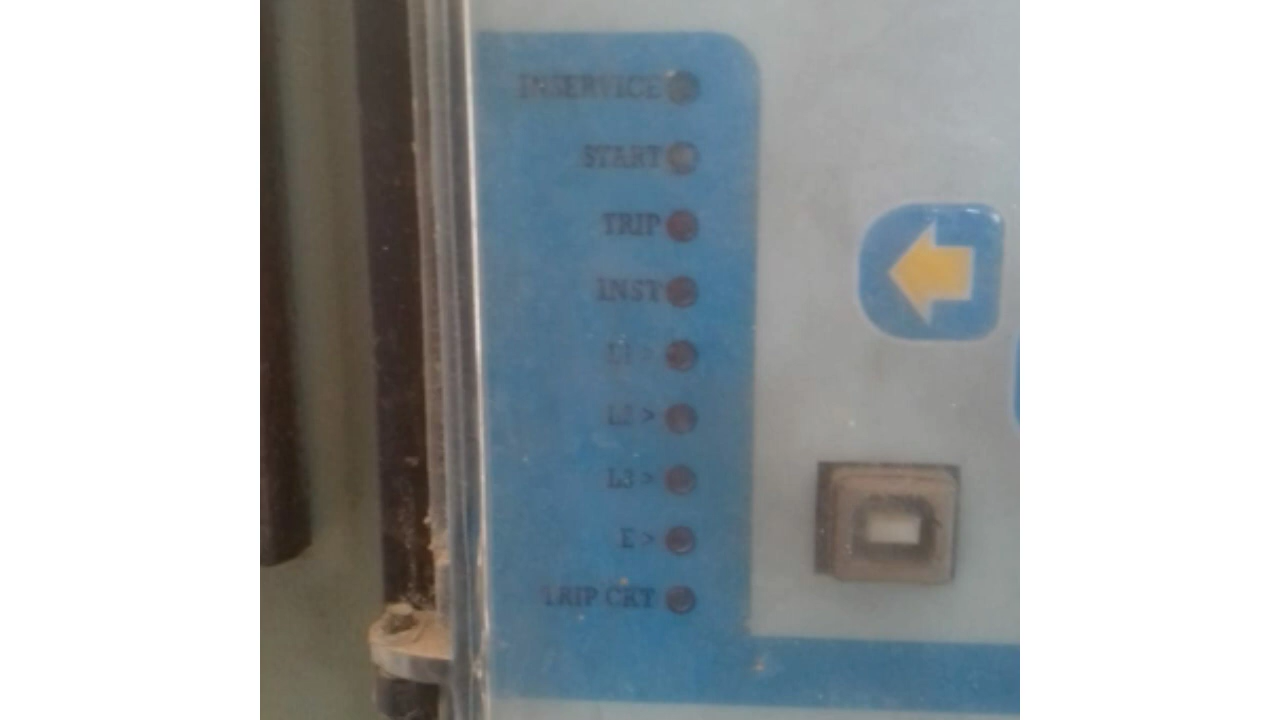 INSERVICE
START
TRIP
INST
L1 >
L2 >
L3 >
E >
TRIP CKT